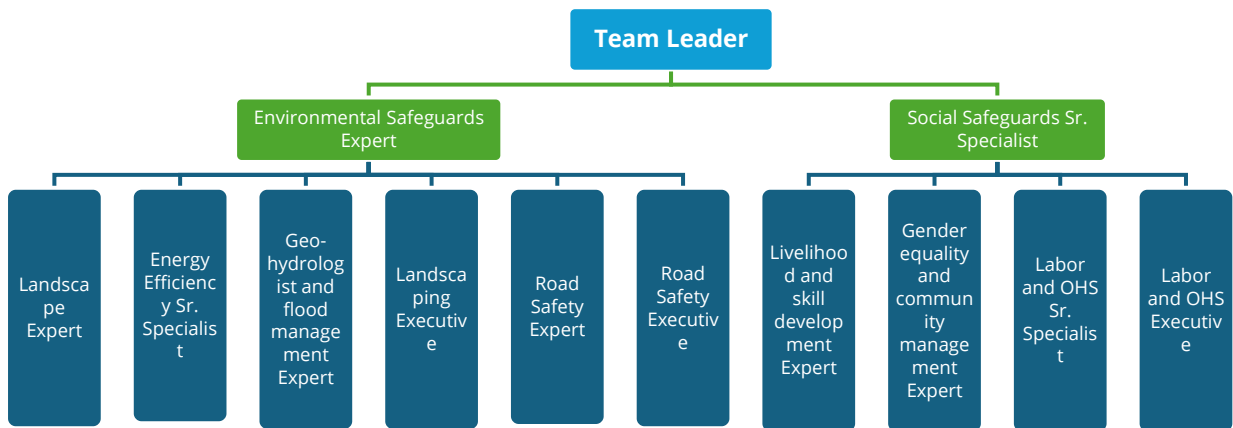 Team Leader
Environmental Safeguards
Expert
Social Safeguards Sr.
Specialist
Landsca
pe
Expert
Energy
Efficienc
y Sr.
Specialis
t
Geo-
hydrolog
ist and
flood
manage
ment
Expert
Landsca
ping
Executiv
e
Road
Safety
Expert
Road
Safety
Executiv
e
Livelihoo
d and
skill
develop
ment
Expert
Gender
equality
and
commun
ity
manage
ment
Expert
Labor
and OHS
Sr.
Specialis
t
Labor
and OHS
Executiv
e